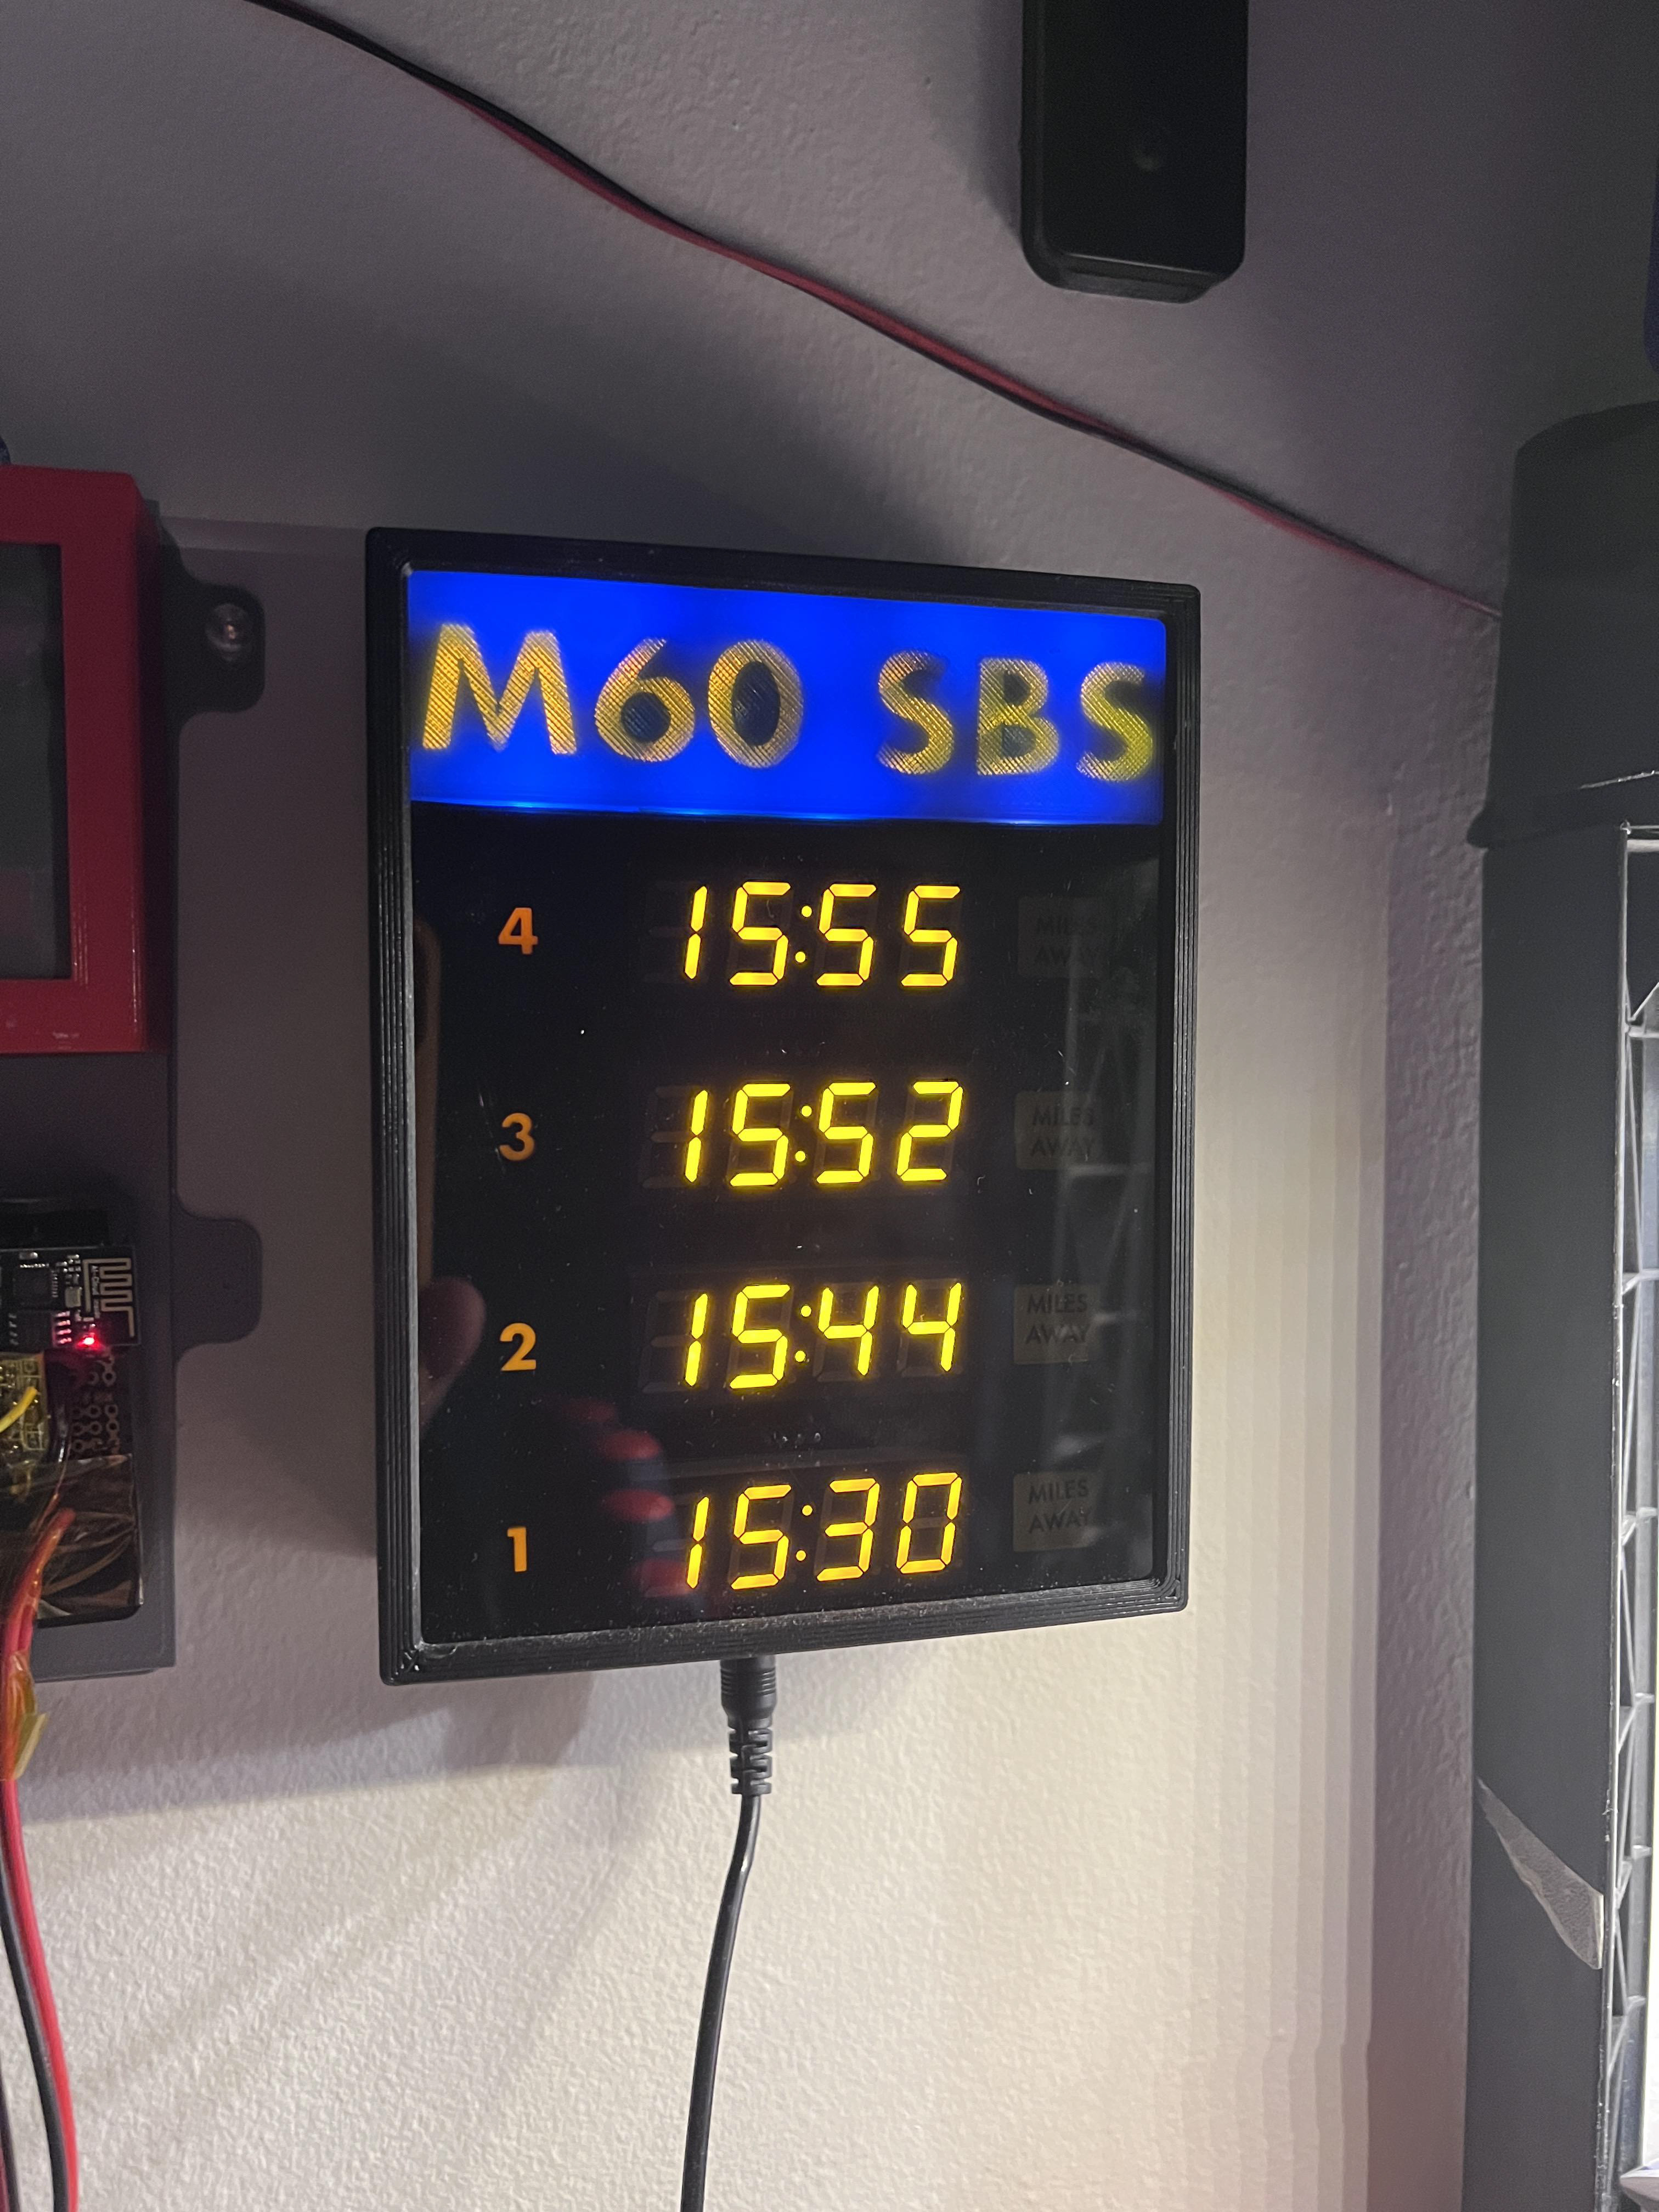 M60 SBS
4 15:55 MILES AWAY
3 15:52 MILES AWAY
2 15:44 MILES AWAY
1 15:30 MILES AWAY